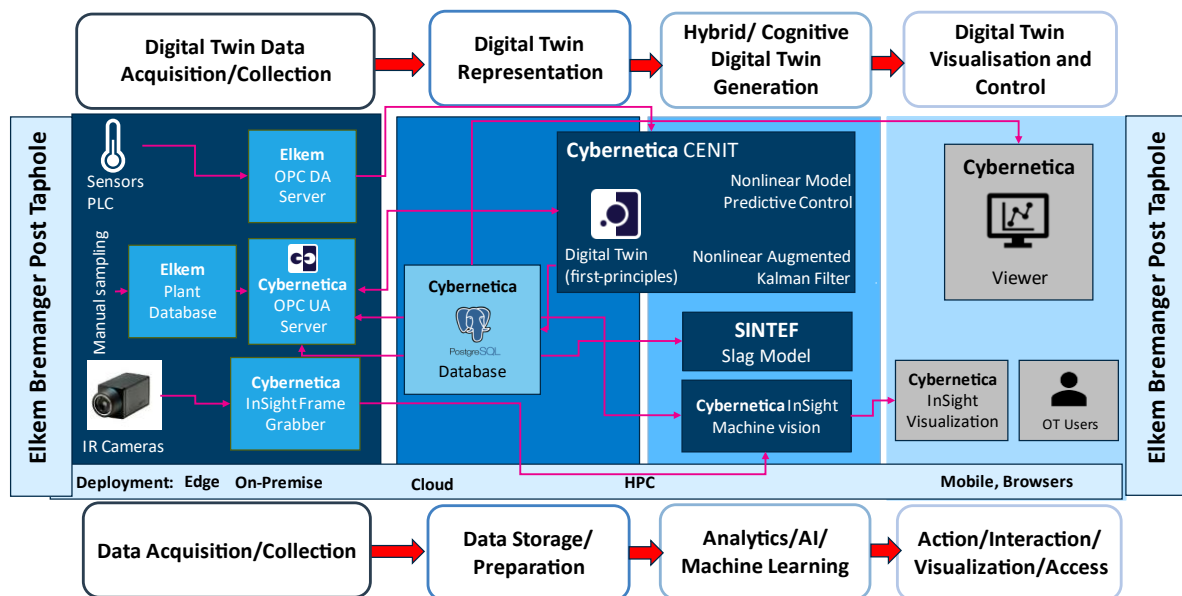 Digital Twin Data
Acquisition/Collection
Digital Twin
Representation
Hybrid/ Cognitive
Digital Twin
Generation
Digital Twin
Visualisation and
Control
Elkem Bremanger Post Taphole
Sensors
PLC
Elkem
OPC DA
Server
Manual sampling
Elkem
Plant
Database
Cybernetica
OPC UA
Server
IR Cameras
Cybernetica
InSight Frame
Grabber
Cybernetica
PostgreSQL
Database
Cybernetica CENIT
Nonlinear Model
Predictive Control
Digital Twin
(first-principles)
Nonlinear Augmented
Kalman Filter
SINTEF
Slag Model
Cybernetica InSight
Machine vision
Cybernetica
Viewer
Cybernetica
InSight
Visualization
OT Users
Elkem Bremanger Post Taphole
Deployment: Edge On-Premise Cloud HPC Mobile, Browsers
Data Acquisition/Collection
Data Storage/
Preparation
Analytics/AI/
Machine Learning
Action/Interaction/
Visualization/Access